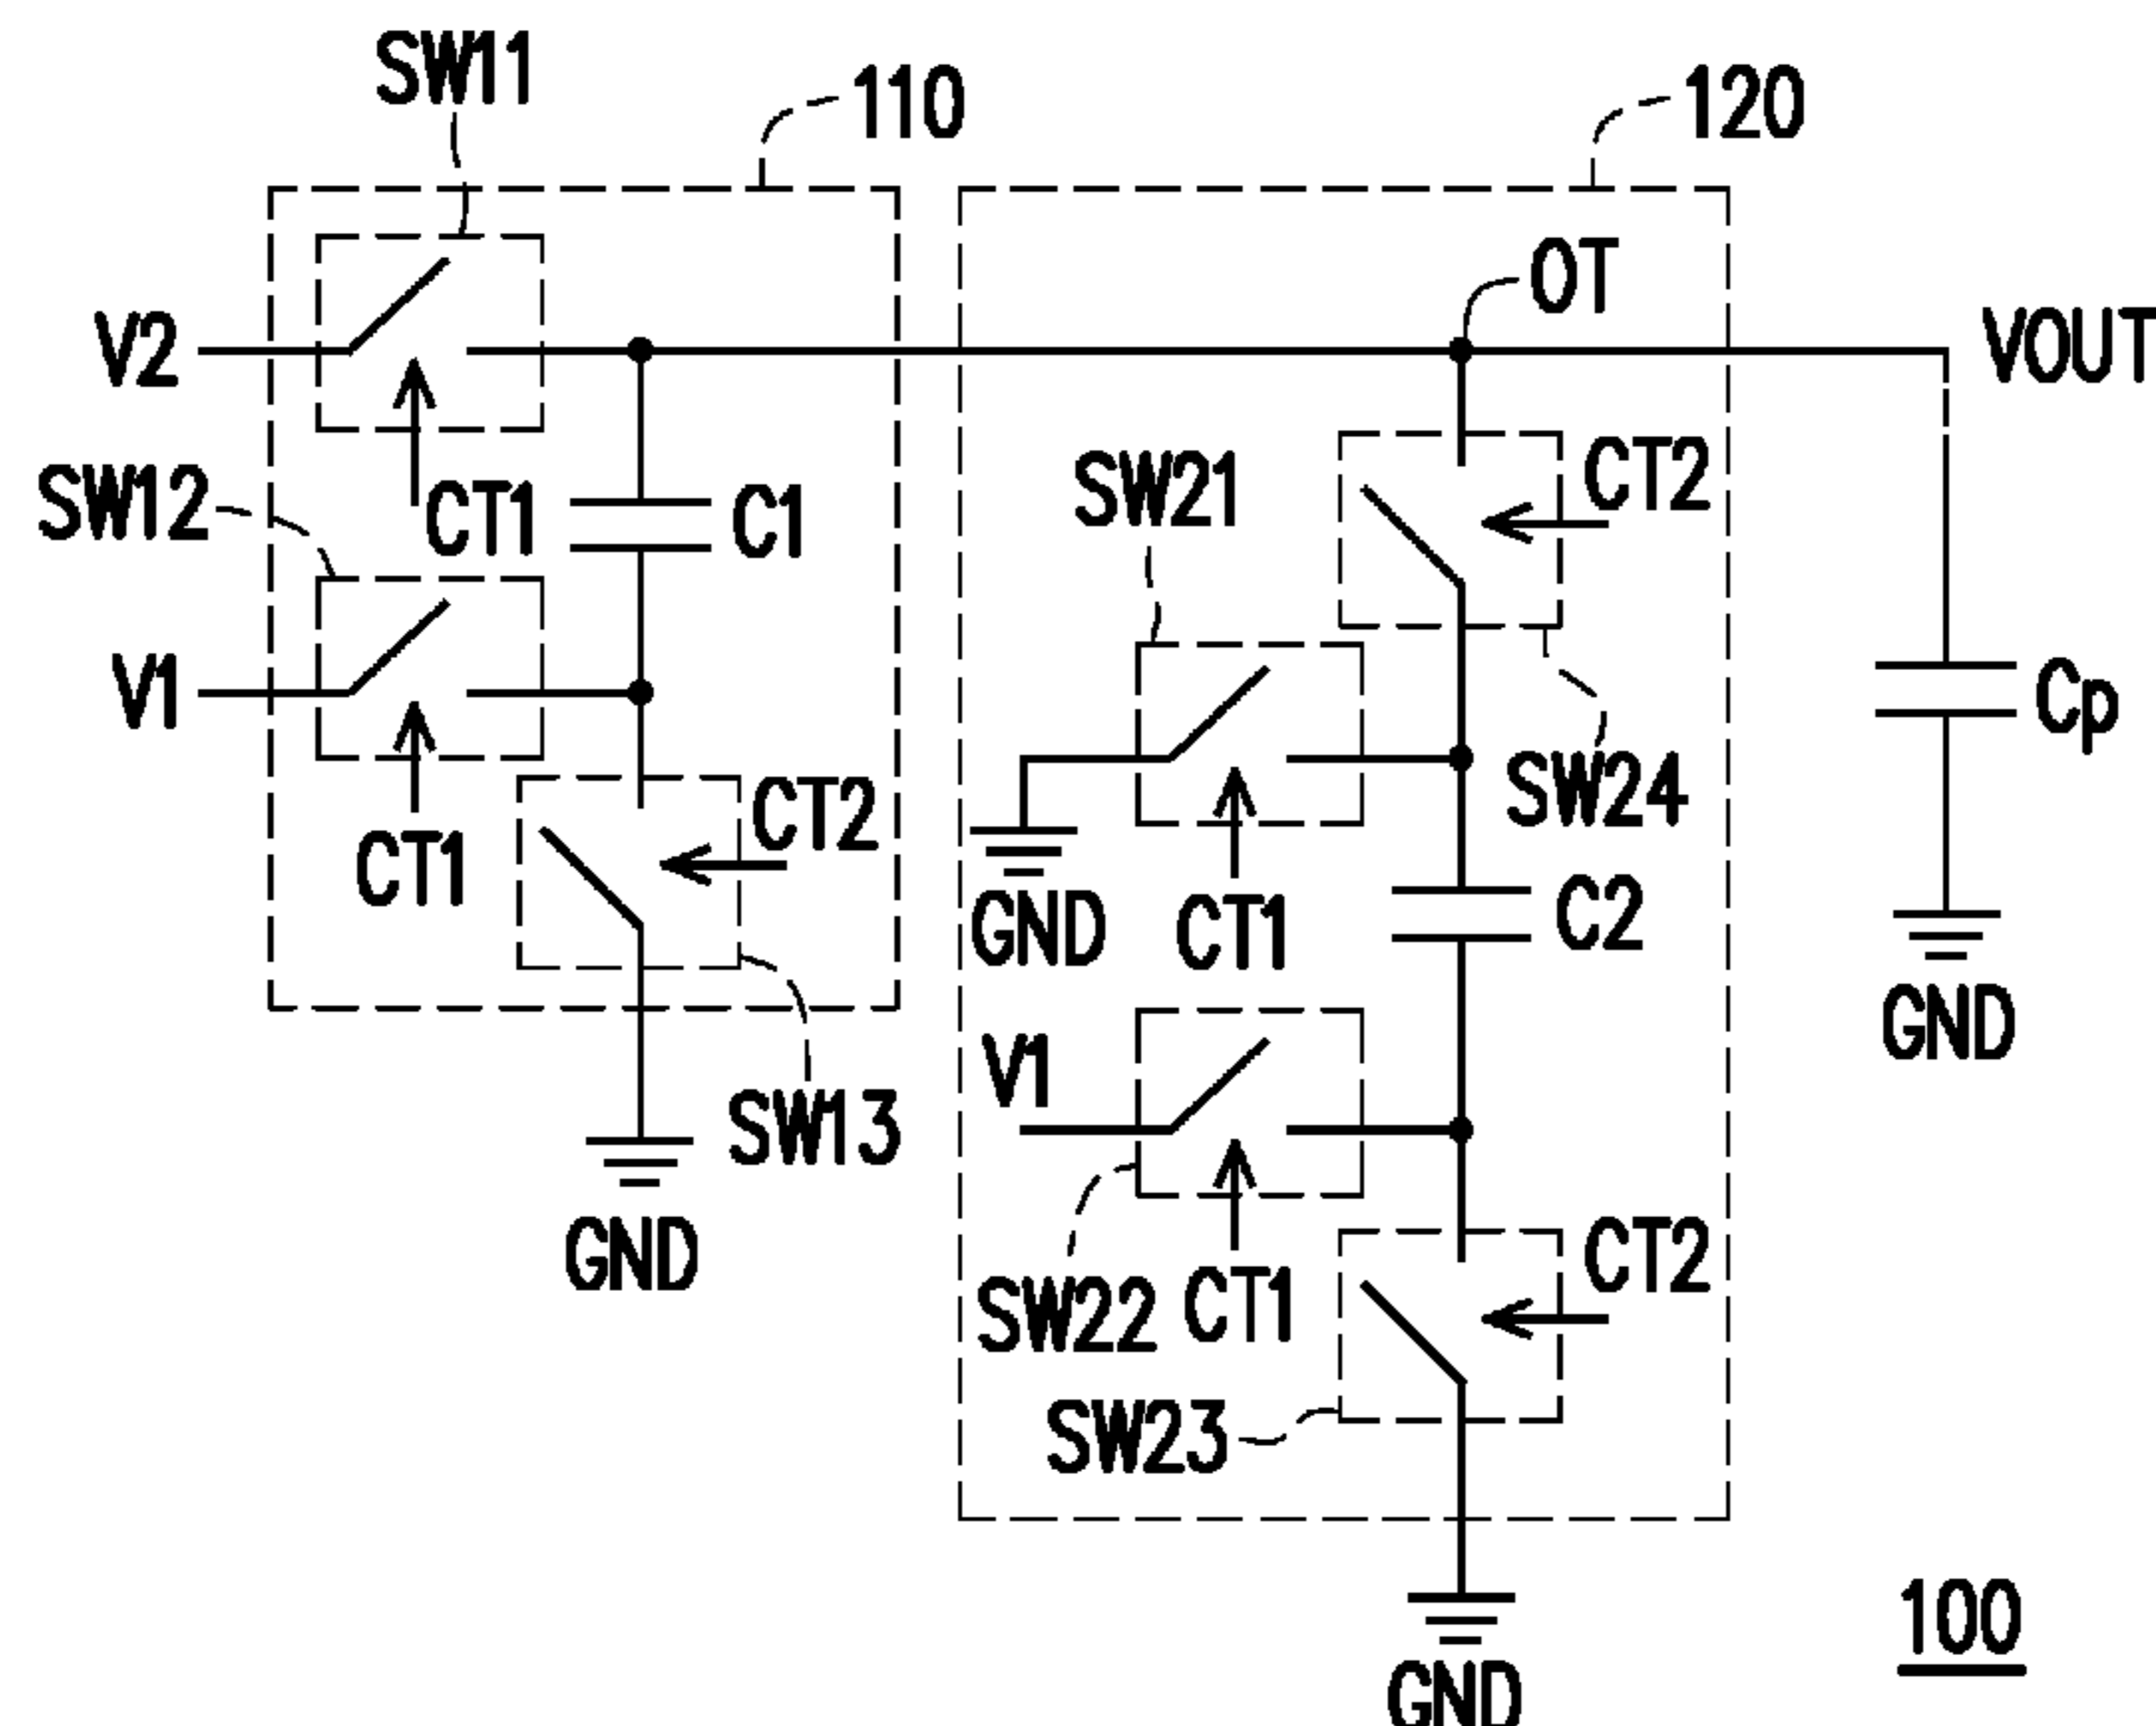 SW11
110
120
OT
V2
VOUT
SW12
CT1
C1
SW21
CT2
V1
Cp
CT2
SW24
CT1
GND
CT1
C2
GND
V1
SW13
GND
SW22
CT1
CT2
SW23
100
GND